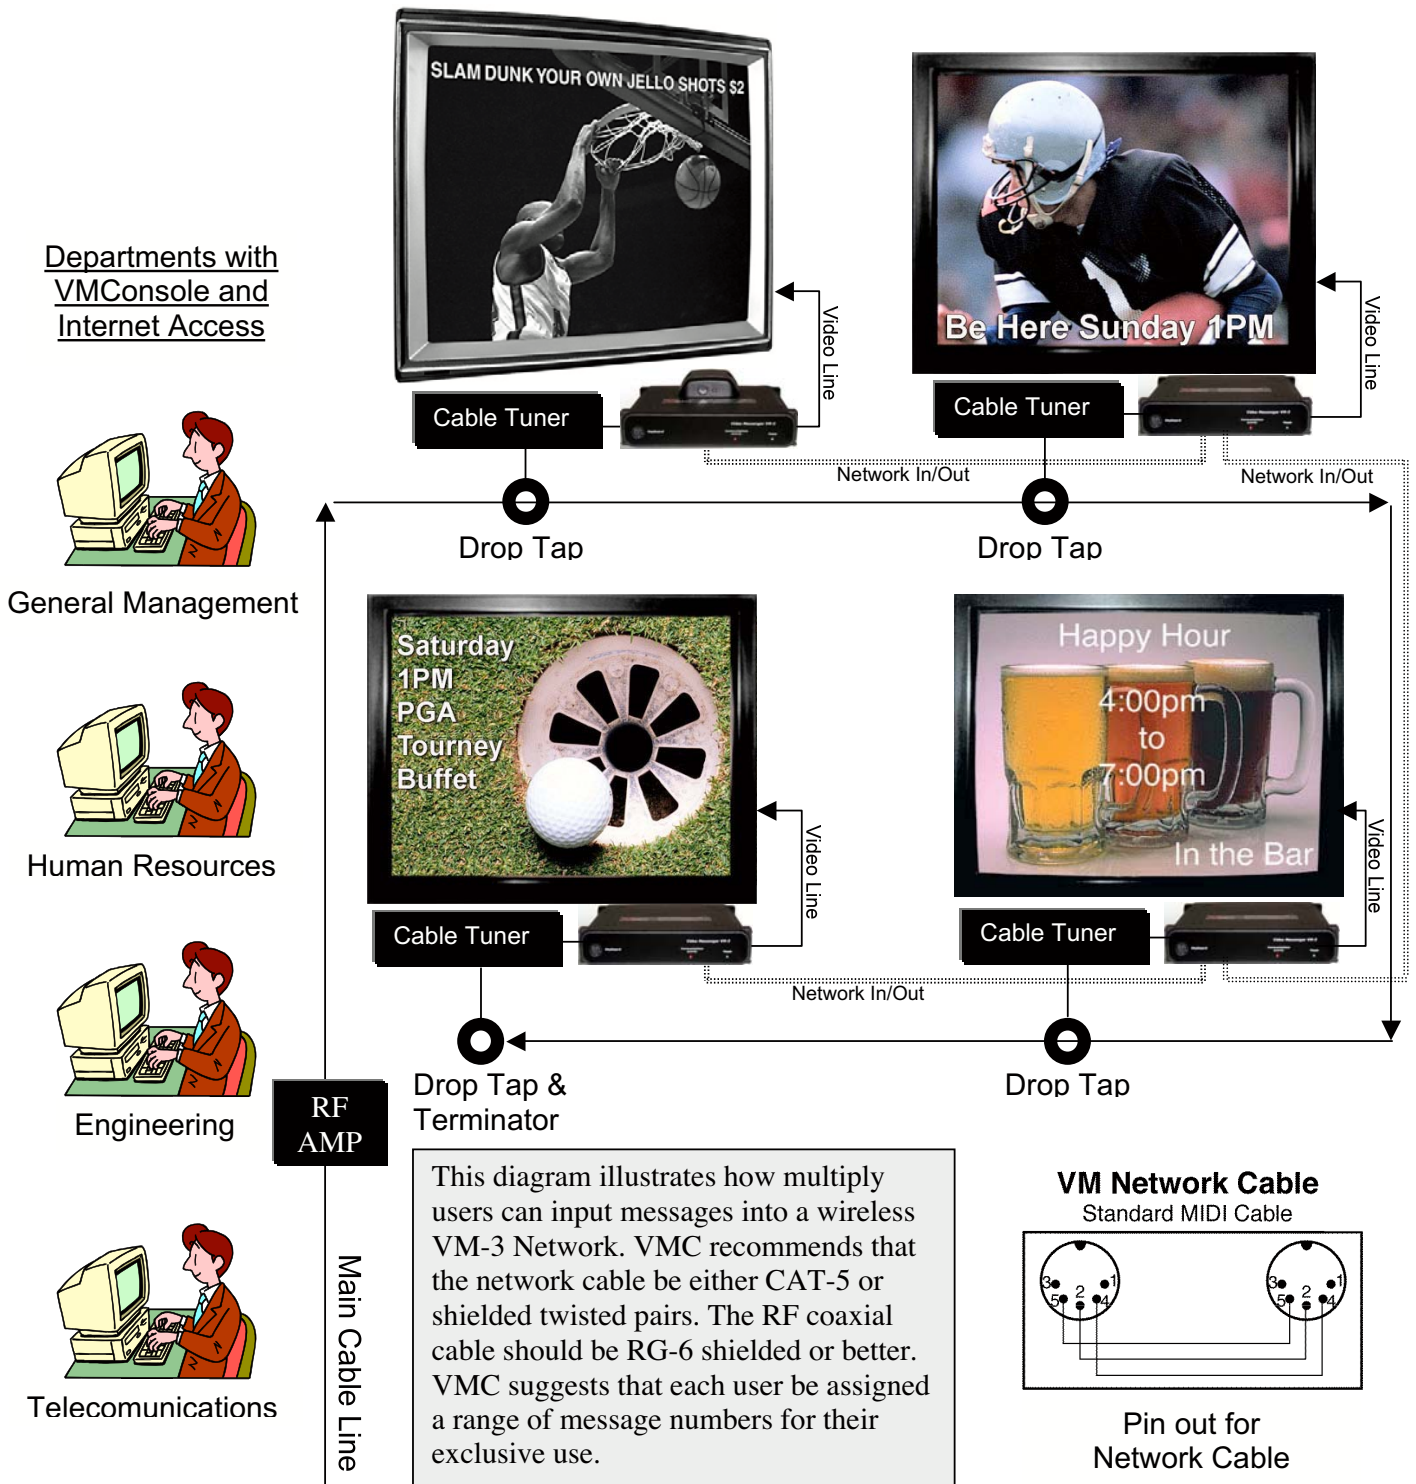 SLAM DUNK YOUR OWN JELLO SHOTS $2
Be Here Sunday 1PM
Departments with
VMConsole and
Internet Access
Video Line
Video Line
Cable Tuner
Cable Tuner
Network In/Out
Network In/Out
Drop Tap
Drop Tap
General Management
Saturday
1PM
PGA
Tourney
Buffet
Happy Hour
4:00pm
to
7:00pm
In the Bar
Video Line
Video Line
Human Resources
Cable Tuner
Cable Tuner
Network In/Out
Drop Tap &
Terminator
Drop Tap
Engineering
RF
AMP
Main Cable Line
Telecomunications
This diagram illustrates how multiply
users can input messages into a wireless
VM-3 Network. VMC recommends that
the network cable be either CAT-5 or
shielded twisted pairs. The RF coaxial
cable should be RG-6 shielded or better.
VMC suggests that each user be assigned
a range of message numbers for their
exclusive use.
VM Network Cable
Standard MIDI Cable
3 1 5 2 4
3 1 5 2 4
Pin out for
Network Cable